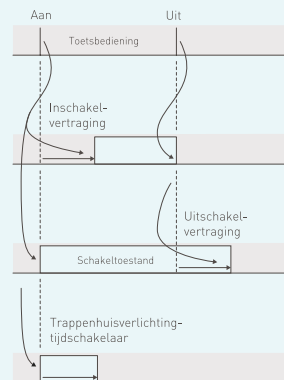 Aan Uit
Toetsbediening
Inschakel-
vertraging
Uitschakel-
vertraging
Schakeltoestand
Trappenhuisverlichting-
tijdschakelaar